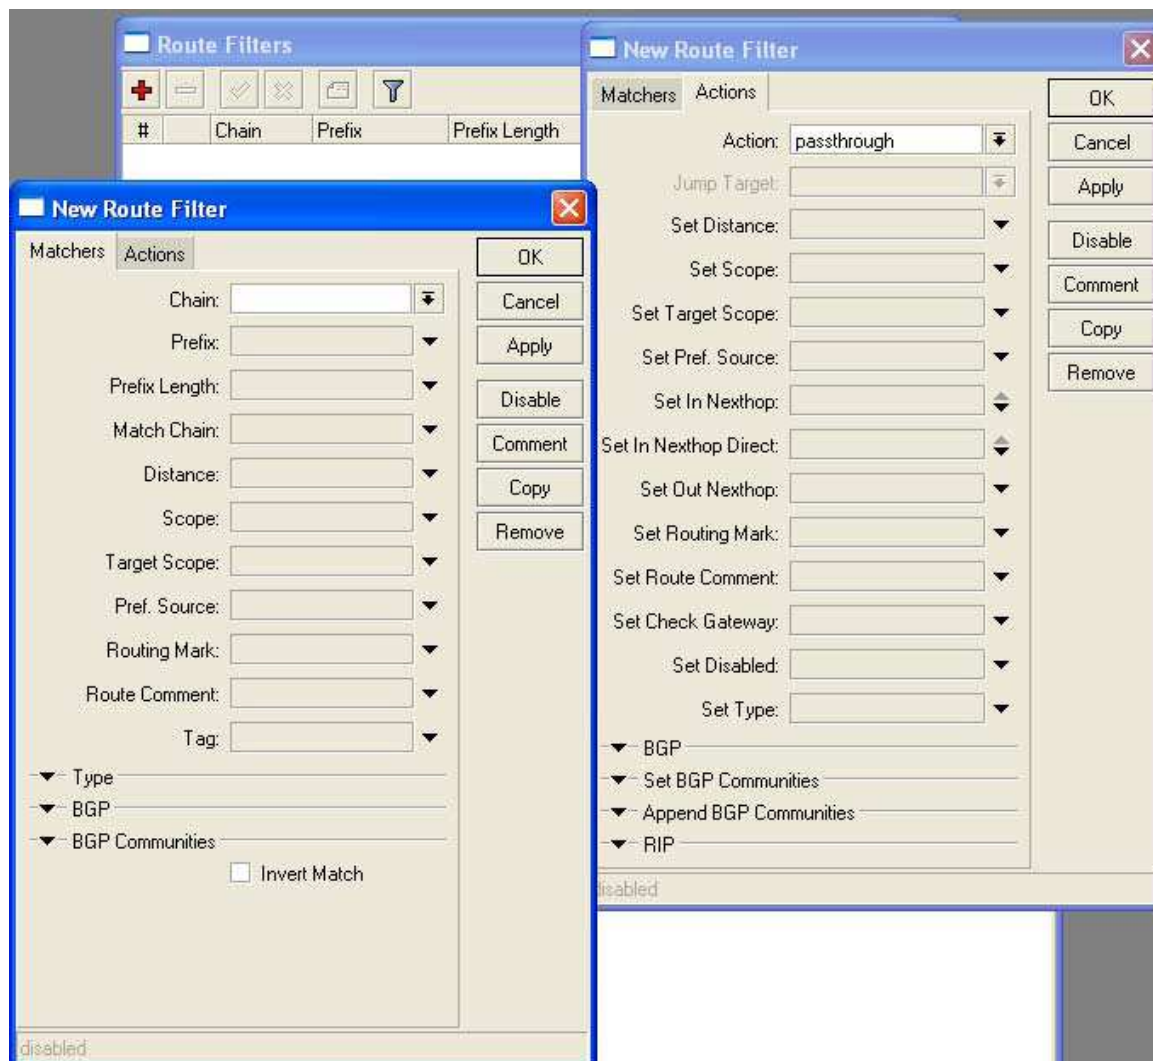 Route Filters
# Chain Prefix Prefix Length
New Route Filter
Matchers Actions
Chain:
Prefix:
Prefix Length:
Match Chain:
Distance:
Scope:
Target Scope:
Pref. Source:
Routing Mark:
Route Comment:
Tag:
Type
BGP
BGP Communities
Invert Match
OK
Cancel
Apply
Disable
Comment
Copy
Remove
disabled
New Route Filter
Matchers Actions
Action: passthrough
Jump Target:
Set Distance:
Set Scope:
Set Target Scope:
Set Pref. Source:
Set In Nexthop:
Set In Nexthop Direct:
Set Out Nexthop:
Set Routing Mark:
Set Route Comment:
Set Check Gateway:
Set Disabled:
Set Type:
BGP
Set BGP Communities
Append BGP Communities
RIP
OK
Cancel
Apply
Disable
Comment
Copy
Remove
disabled